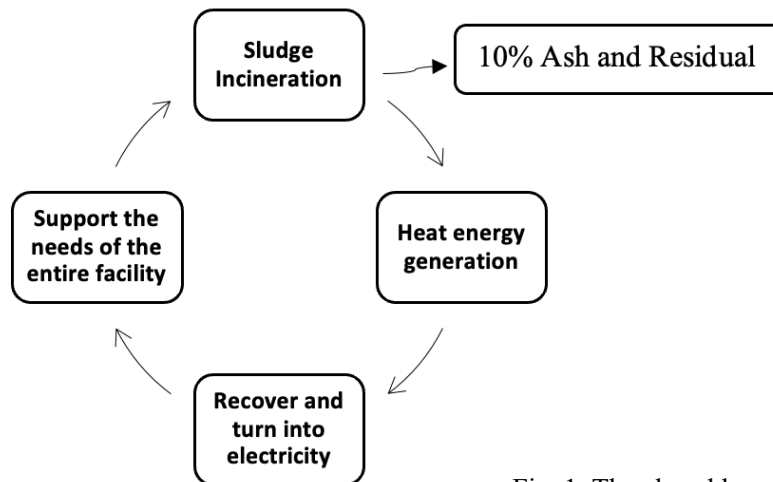 Sludge
Incineration
10% Ash and Residual
Support the
needs of the
entire facility
Heat energy
generation
Recover and
turn into
electricity